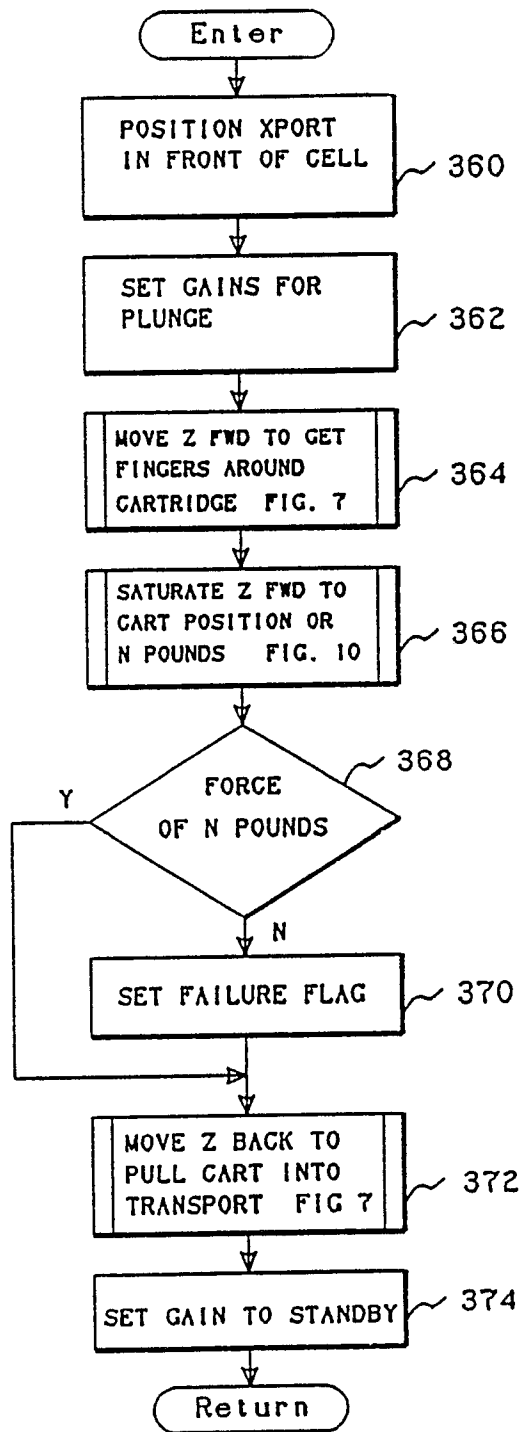 Enter
POSITION XPORT
IN FRONT OF CELL
360
SET GAINS FOR
PLUNGE
362
MOVE Z FWD TO GET
FINGERS AROUND
CARTRIDGE FIG. 7
364
SATURATE Z FWD TO
CART POSITION OR
N POUNDS FIG. 10
366
368
FORCE
OF N POUNDS
Y
N
SET FAILURE FLAG
370
MOVE Z BACK TO
PULL CART INTO
TRANSPORT FIG 7
372
SET GAIN TO STANDBY
374
Return